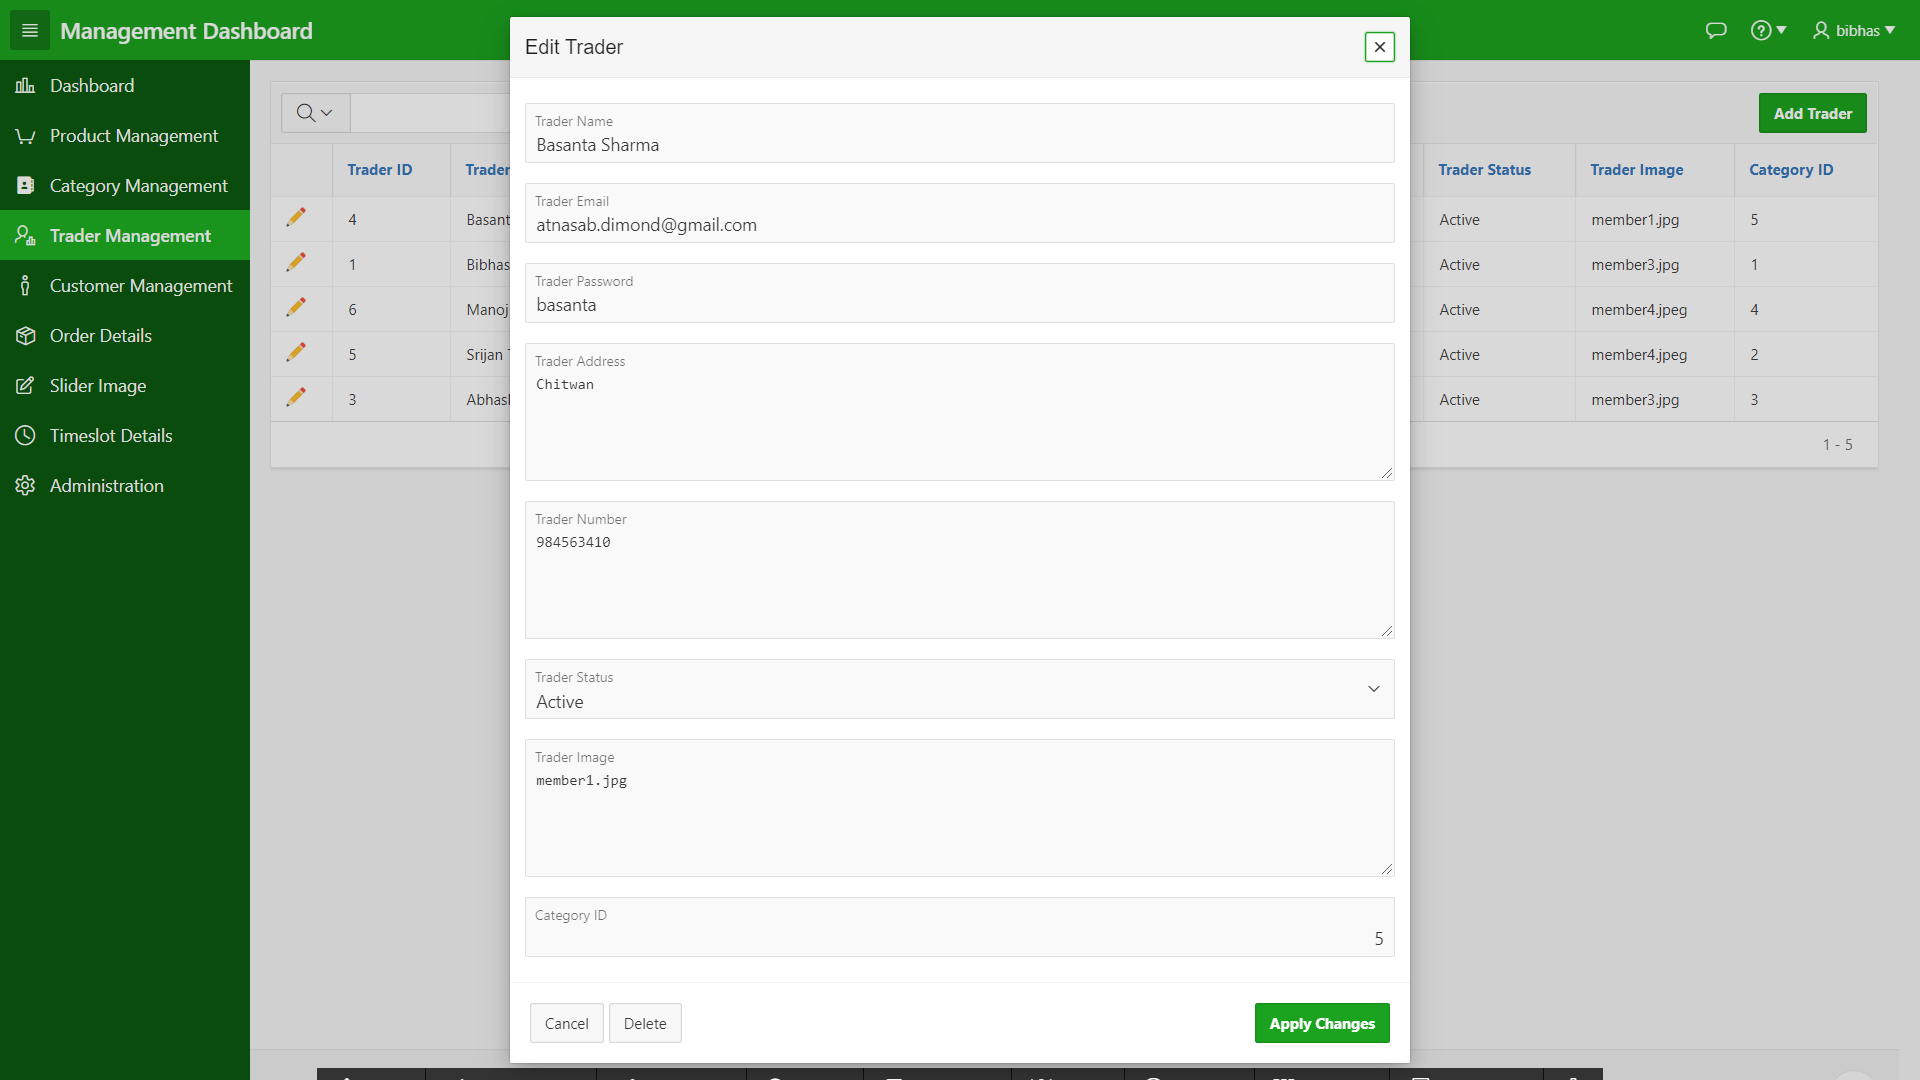 Management Dashboard
bibhas
Dashboard
Product Management
Category Management
Trader Management
Customer Management
Order Details
Slider Image
Timeslot Details
Administration
Add Trader
Trader ID Trader Trader Status Trader Image Category ID
4 Basant Active member1.jpg 5
1 Bibhas Active member3.jpg 1
6 Manoj Active member4.jpeg 4
5 Srijan Active member4.jpeg 2
3 Abhas Active member3.jpg 3
1 - 5
Edit Trader
Trader Name
Basanta Sharma
Trader Email
atnasab.dimond@gmail.com
Trader Password
basanta
Trader Address
Chitwan
Trader Number
984563410
Trader Status
Active
Trader Image
member1.jpg
Category ID
5
Cancel
Delete
Apply Changes